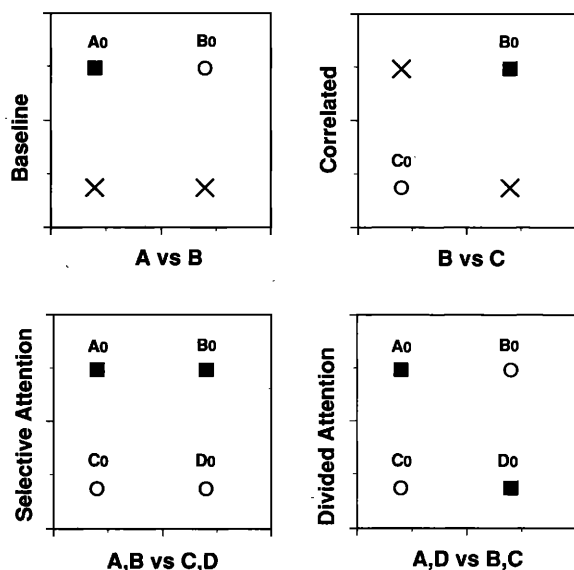 Baseline
A0 B0
A vs B
Correlated
B0
C0
B vs C
Selective Attention
A0 B0
C0 D0
A,B vs C,D
Divided Attention
A0 B0
C0 D0
A,D vs B,C